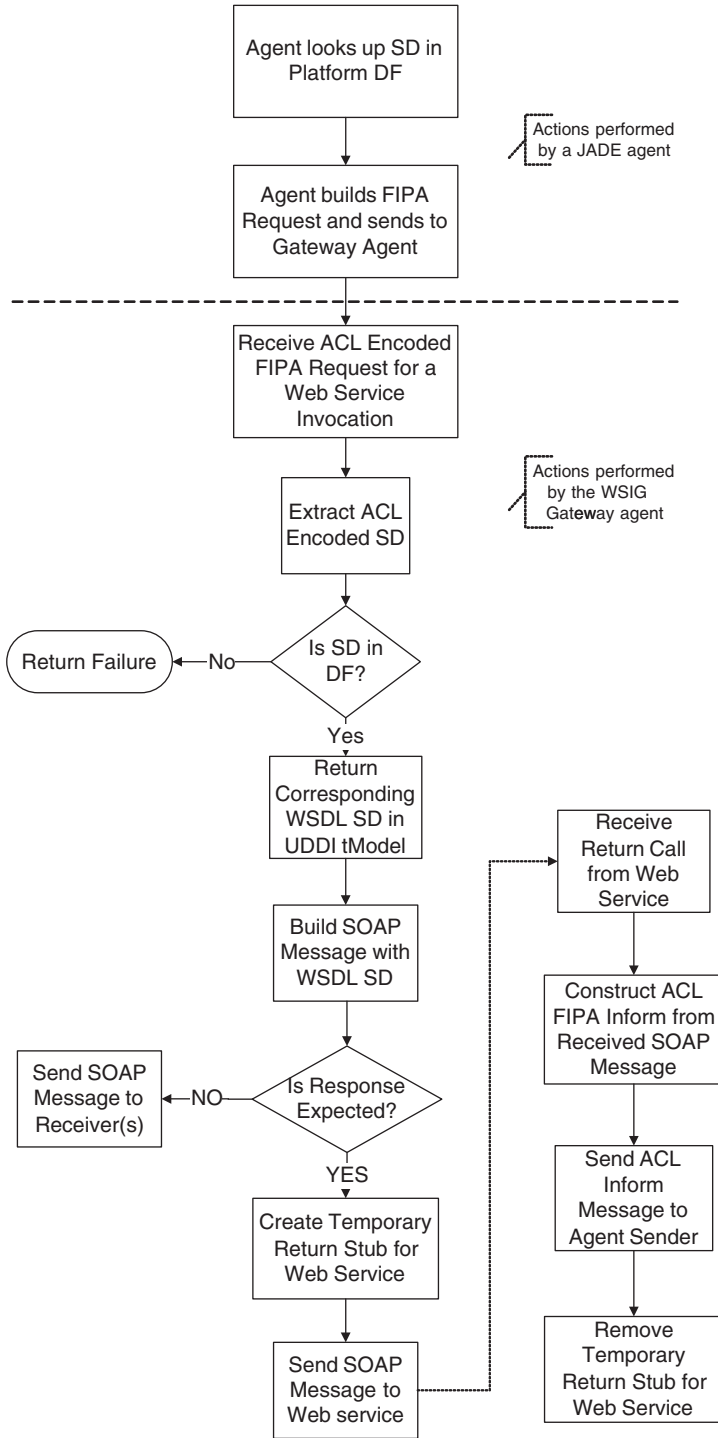 Agent looks up SD in
Platform DF
Actions performed
by a JADE agent
Agent builds FIPA
Request and sends to
Gateway Agent
Receive ACL Encoded
FIPA Request for a
Web Service
Invocation
Actions performed
by the WSIG
Gateway agent
Extract ACL
Encoded SD
Is SD in
DF?
No
Return Failure
Yes
Return
Corresponding
WSDL SD in
UDDI tModel
Build SOAP
Message with
WSDL SD
Is Response
Expected?
NO
Send SOAP
Message to
Receiver(s)
YES
Create Temporary
Return Stub for
Web Service
Send SOAP
Message to
Web service
Receive
Return Call
from Web
Service
Construct ACL
FIPA Inform from
Received SOAP
Message
Send ACL
Inform
Message to
Agent Sender
Remove
Temporary
Return Stub for
Web Service